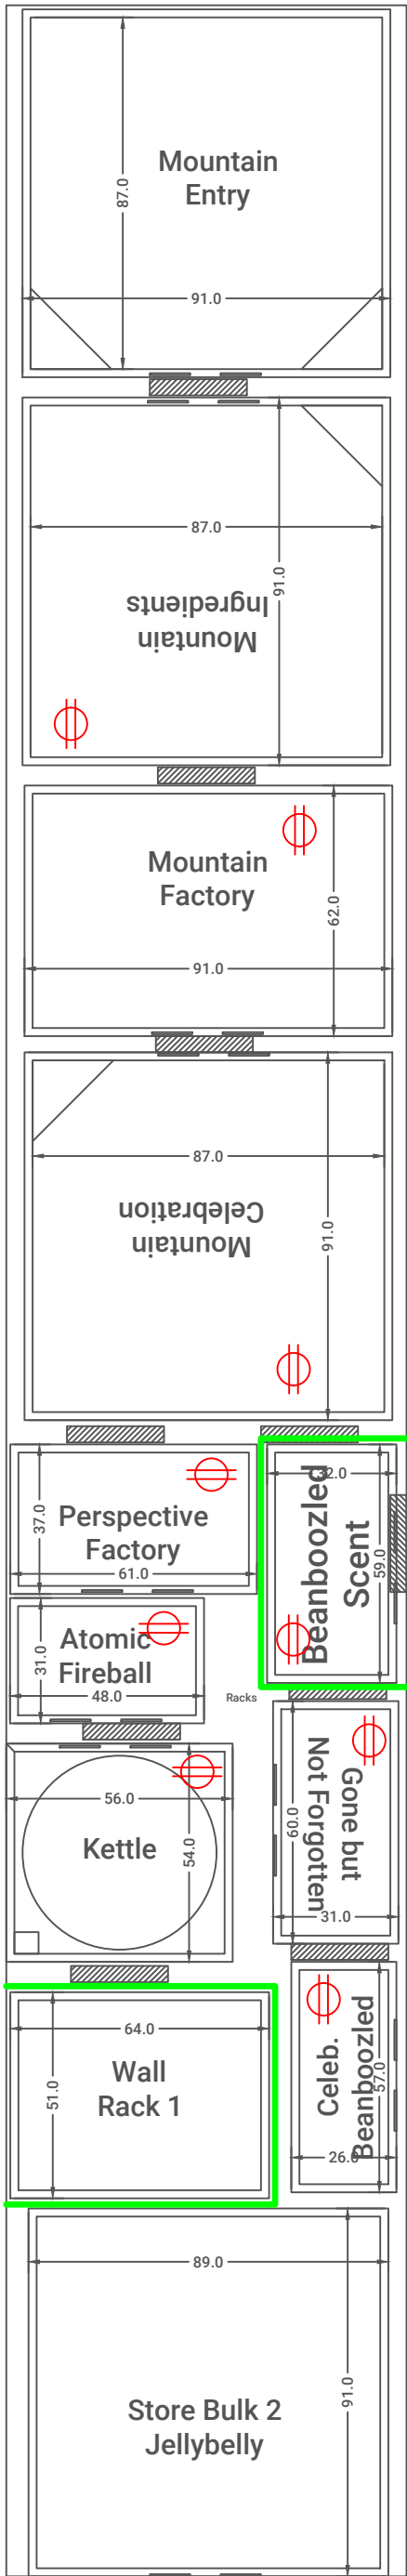 Mountain
Entry
87.0
91.0
87.0
91.0
Mountain
Ingredients
Mountain
Factory
62.0
91.0
87.0
91.0
Mountain
Celebration
37.0
Perspective
Factory
61.0
32.0
Beanboozled
Scent
59.0
31.0
Atomic
Fireball
48.0
Racks
56.0
54.0
Kettle
60.0
Gone but
Not Forgotten
31.0
64.0
51.0
Wall
Rack 1
Celeb.
Beanboozled
57.0
26.0
89.0
91.0
Store Bulk 2
Jellybelly